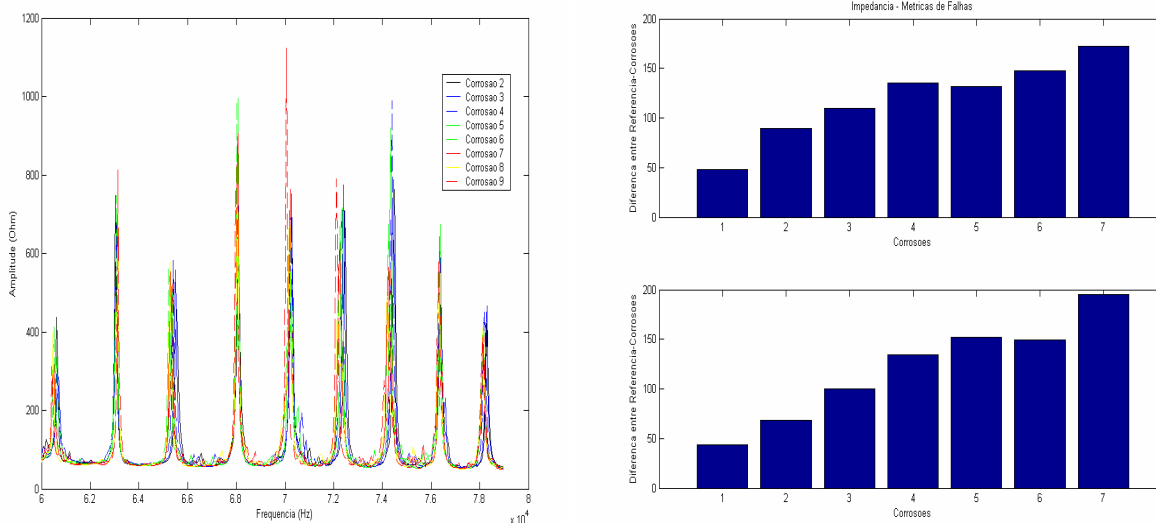 1200
1000
800
600
400
200
0
Amplitude (Ohm)
6
6.2
6.4
6.6
6.8
7
7.2
7.4
7.6
7.8
8
Frequencia (Hz)
x 10⁴
Corrosao 2
Corrosao 3
Corrosao 4
Corrosao 5
Corrosao 6
Corrosao 7
Corrosao 8
Corrosao 9
Impedancia - Metricas de Falhas
200
150
100
50
0
Diferenca entre Referencia-Corrosoes
1
2
3
4
5
6
7
Corrosoes
200
150
100
50
0
Diferenca entre Referencia-Corrosoes
1
2
3
4
5
6
7
Corrosoes